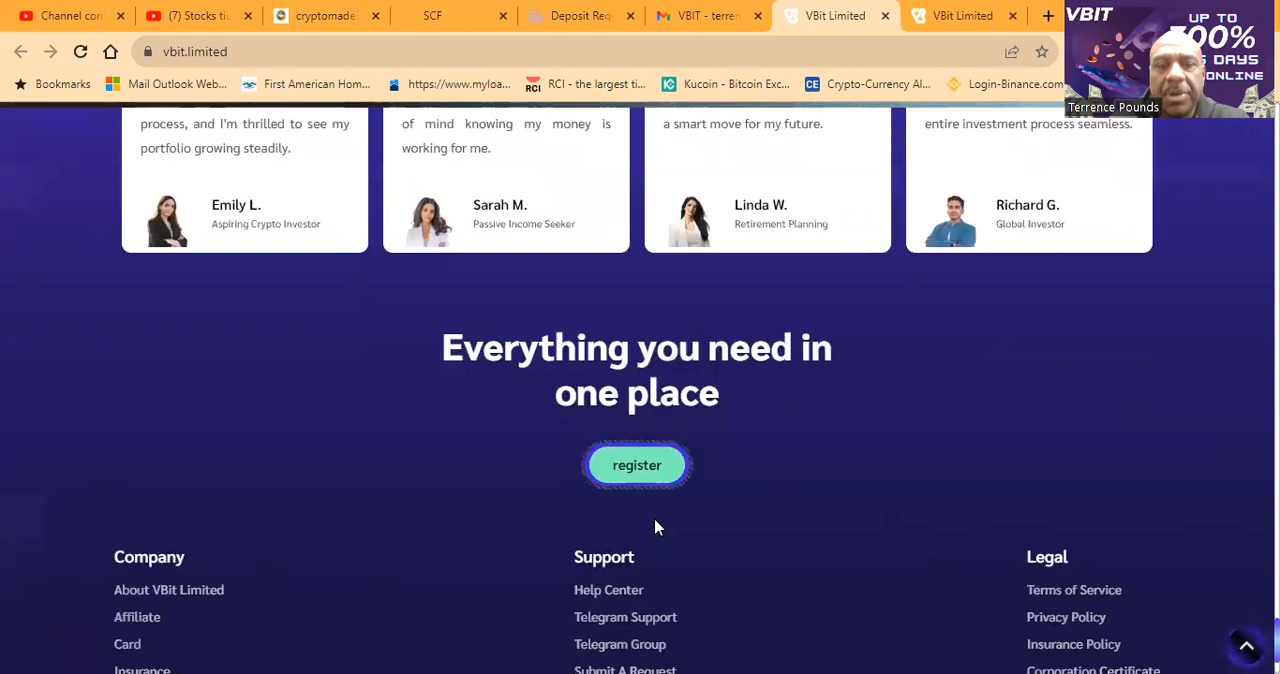 Channel con
(7) Stocks ti
cryptomade
SCF
Deposit Req
VBIT - terren
VBit Limited
VBit Limited
vbit.limited
Bookmarks
Mail Outlook Web...
First American Hom...
https://www.myloa...
RCI - the largest ti...
Kucoin - Bitcoin Exc...
Crypto-Currency AI...
Login-Binance.com
VBIT
UP TO
300%
DAYS
ONLINE
Terrence Pounds
process, and I'm thrilled to see my
portfolio growing steadily.
of mind knowing my money is
working for me.
a smart move for my future.
entire investment process seamless.
Emily L.
Aspiring Crypto Investor
Sarah M.
Passive Income Seeker
Linda W.
Retirement Planning
Richard G.
Global Investor
Everything you need in
one place
register
Company
About VBit Limited
Affiliate
Card
Insurance
Support
Help Center
Telegram Support
Telegram Group
Submit A Request
Legal
Terms of Service
Privacy Policy
Insurance Policy
Corporation Certificate